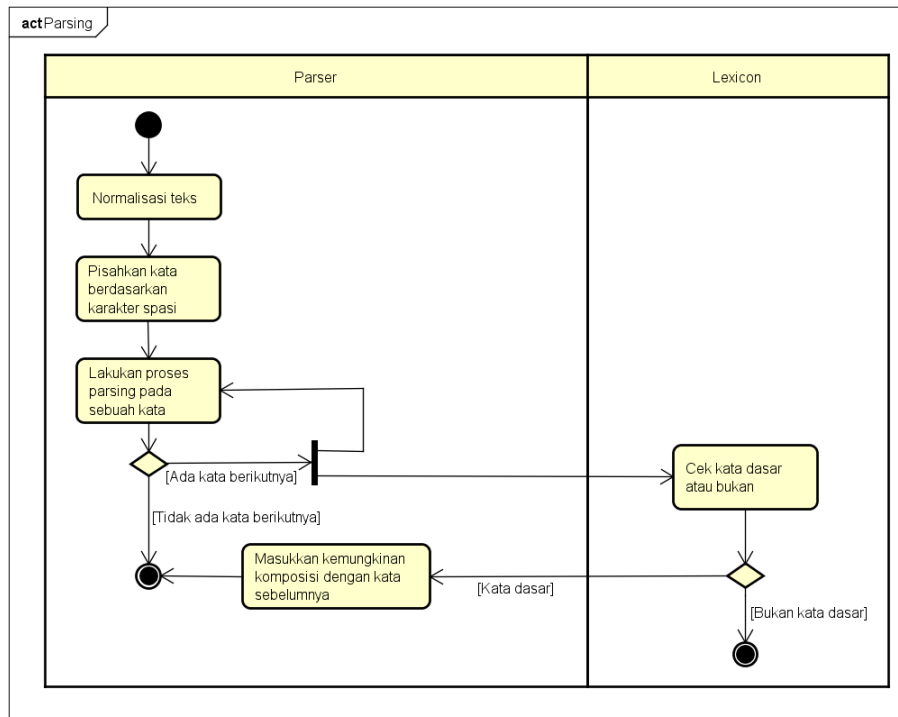 act Parsing
Parser
Lexicon
Normalisasi teks
Pisahkan kata
berdasarkan
karakter spasi
Lakukan proses
parsing pada
sebuah kata
[Ada kata berikutnya]
Cek kata dasar
atau bukan
[Tidak ada kata berikutnya]
Masukkan kemungkinan
komposisi dengan kata
sebelumnya
[Kata dasar]
[Bukan kata dasar]